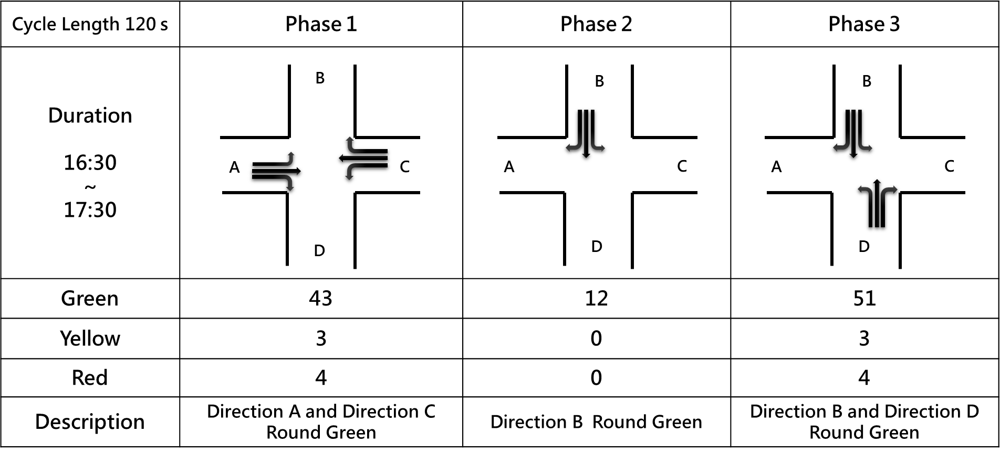 Cycle Length 120 s
Phase 1
Phase 2
Phase 3
Duration
16:30
~
17:30
B
A
C
D
B
A
C
D
B
A
C
D
Green
43
12
51
Yellow
3
0
3
Red
4
0
4
Description
Direction A and Direction C
Round Green
Direction B Round Green
Direction B and Direction D
Round Green